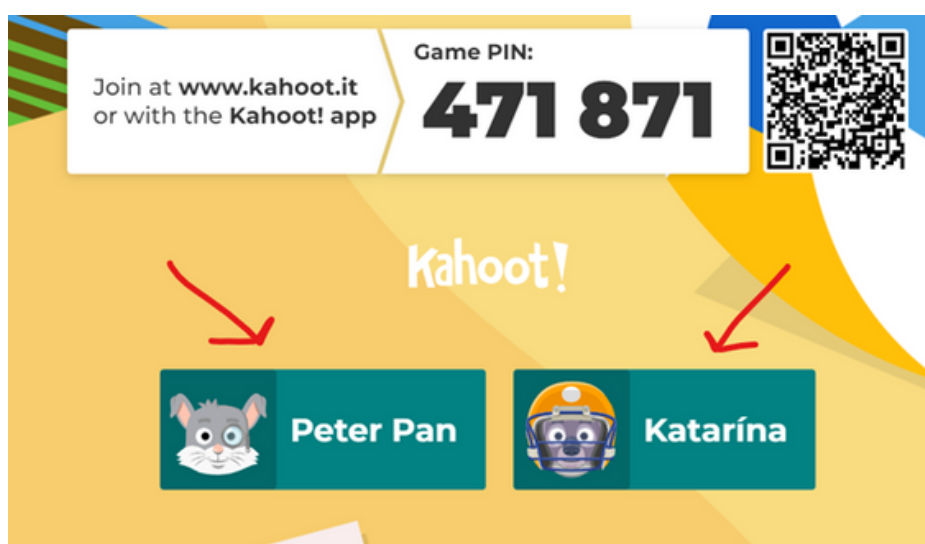 Join at www.kahoot.it
or with the Kahoot! app
Game PIN:
471 871
Kahoot!
Peter Pan
Katarína